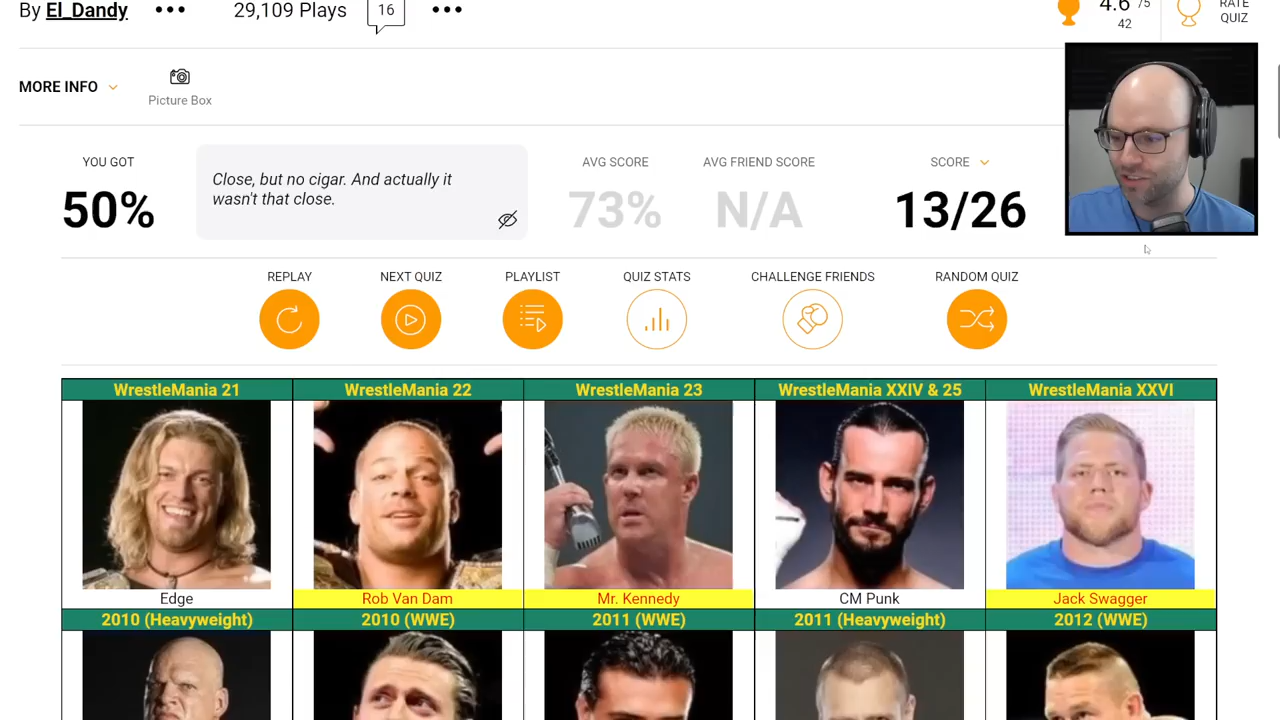 By El_Dandy ••• 29,109 Plays 16 ••• 4.6 /5 42 RATE QUIZ
MORE INFO Picture Box
YOU GOT
50%
Close, but no cigar. And actually it
wasn't that close.
AVG SCORE
73%
AVG FRIEND SCORE
N/A
SCORE
13/26
REPLAY NEXT QUIZ PLAYLIST QUIZ STATS CHALLENGE FRIENDS RANDOM QUIZ
WrestleMania 21 WrestleMania 22 WrestleMania 23 WrestleMania XXIV & 25 WrestleMania XXVI
Edge Rob Van Dam Mr. Kennedy CM Punk Jack Swagger
2010 (Heavyweight) 2010 (WWE) 2011 (WWE) 2011 (Heavyweight) 2012 (WWE)